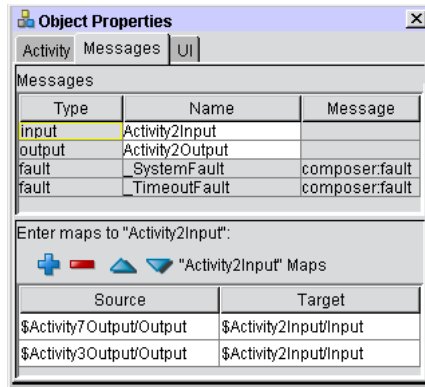 Object Properties
Activity Messages UI
Messages
Type Name Message
input Activity2Input
output Activity2Output
fault _SystemFault composer:fault
fault _TimeoutFault composer:fault
Enter maps to "Activity2Input":
"Activity2Input" Maps
Source Target
$Activity7Output/Output $Activity2Input/Input
$Activity3Output/Output $Activity2Input/Input